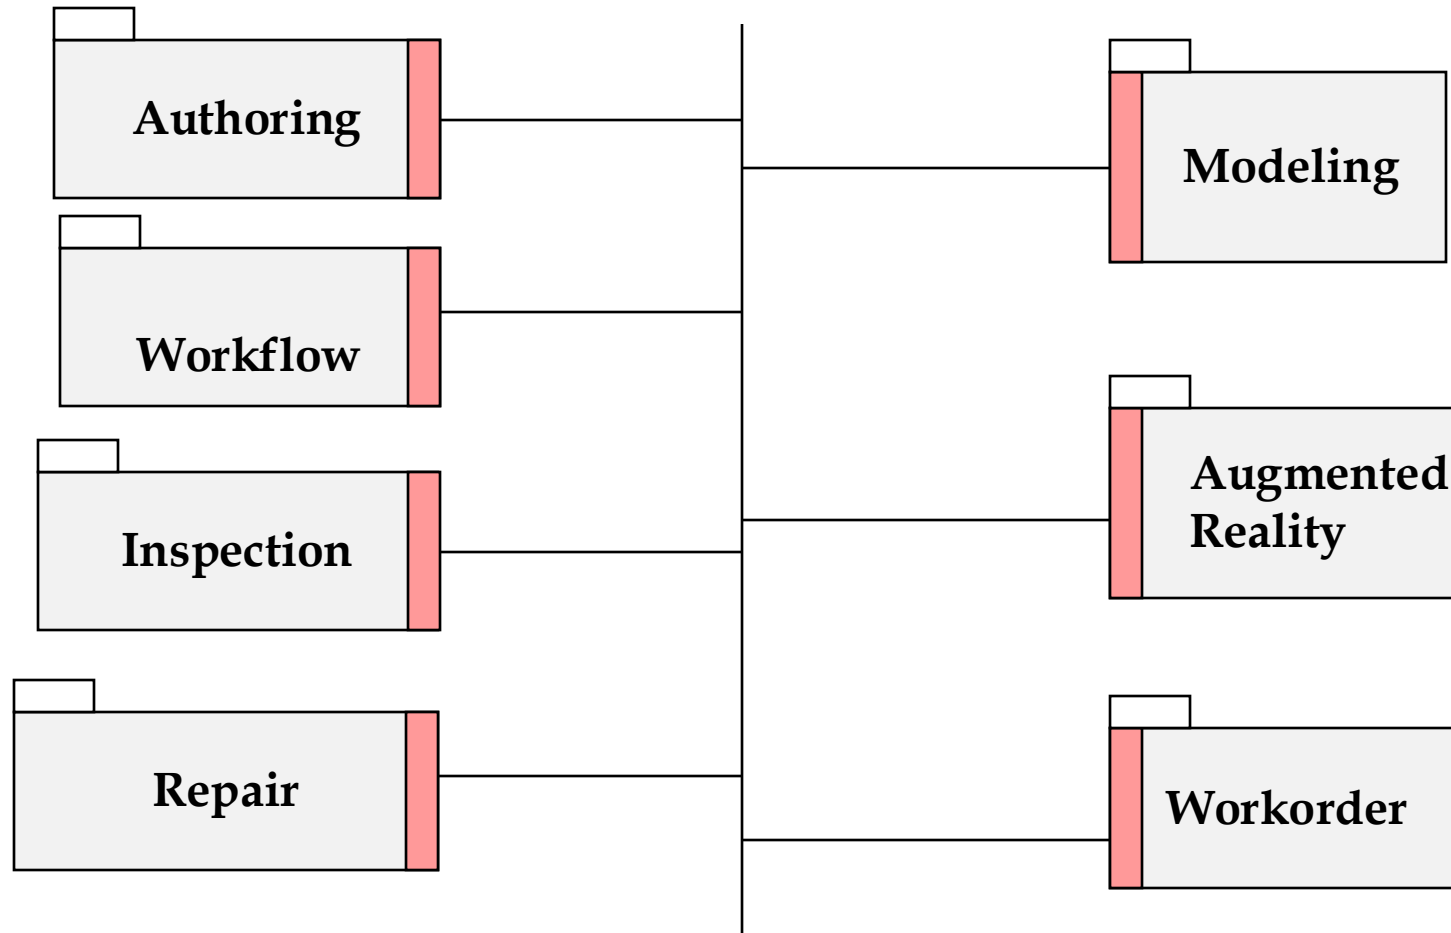 Authoring
Modeling
Workflow
Augmented
Reality
Inspection
Repair
Workorder